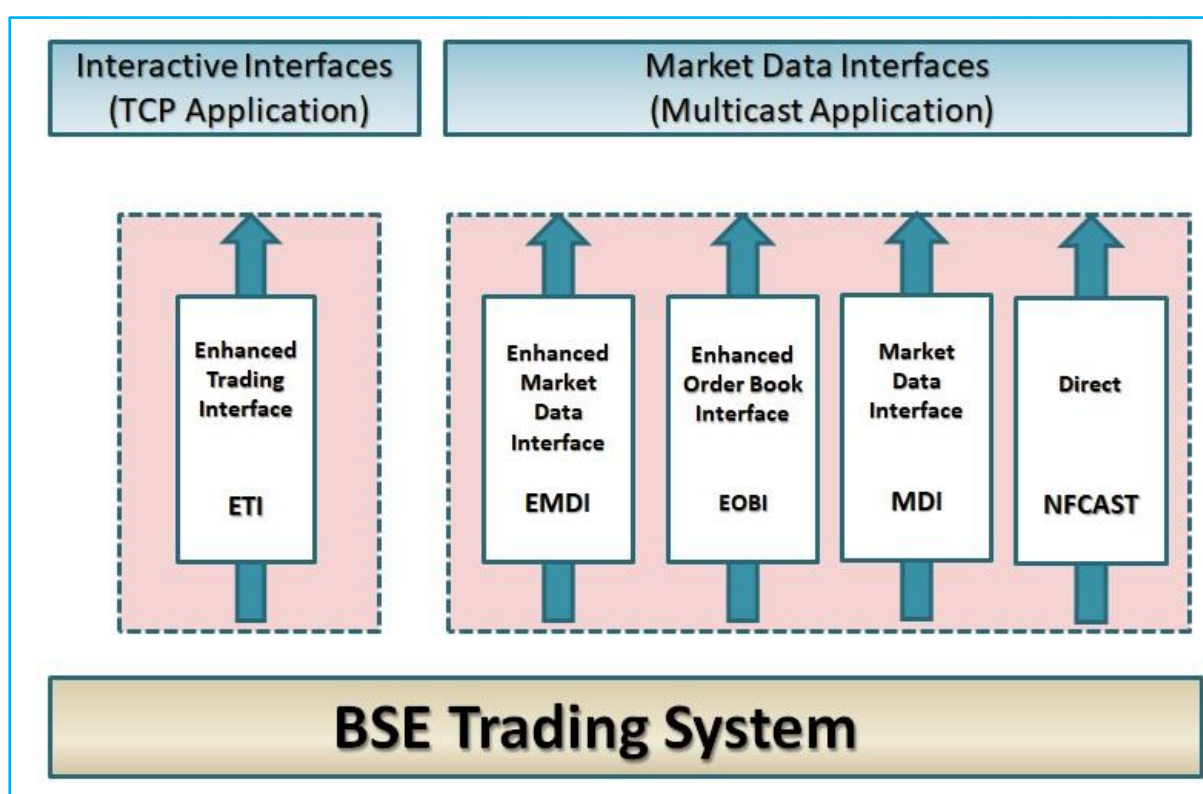 Interactive Interfaces
(TCP Application)
Market Data Interfaces
(Multicast Application)
Enhanced
Trading
Interface
ETI
Enhanced
Market
Data
Interface
EMDI
Enhanced
Order Book
Interface
EOBI
Market
Data
Interface
MDI
Direct
NFCAST
BSE Trading System